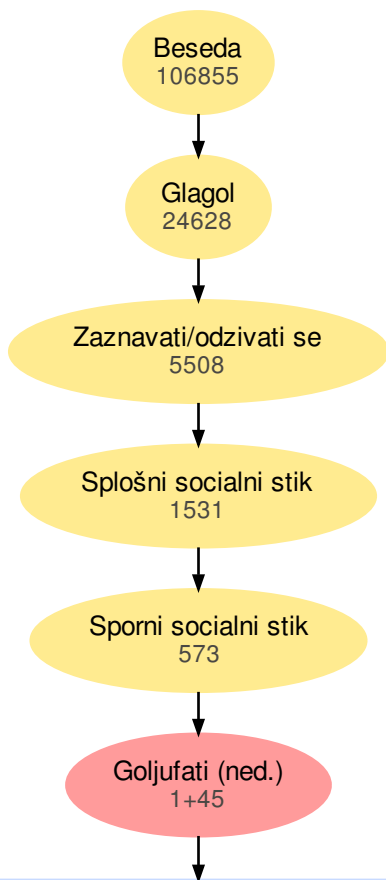 Beseda
106855
Glagol
24628
Zaznavati/odzivati se
5508
Splošni socialni stik
1531
Sporni socialni stik
573
Goljufati (ned.)
1+45